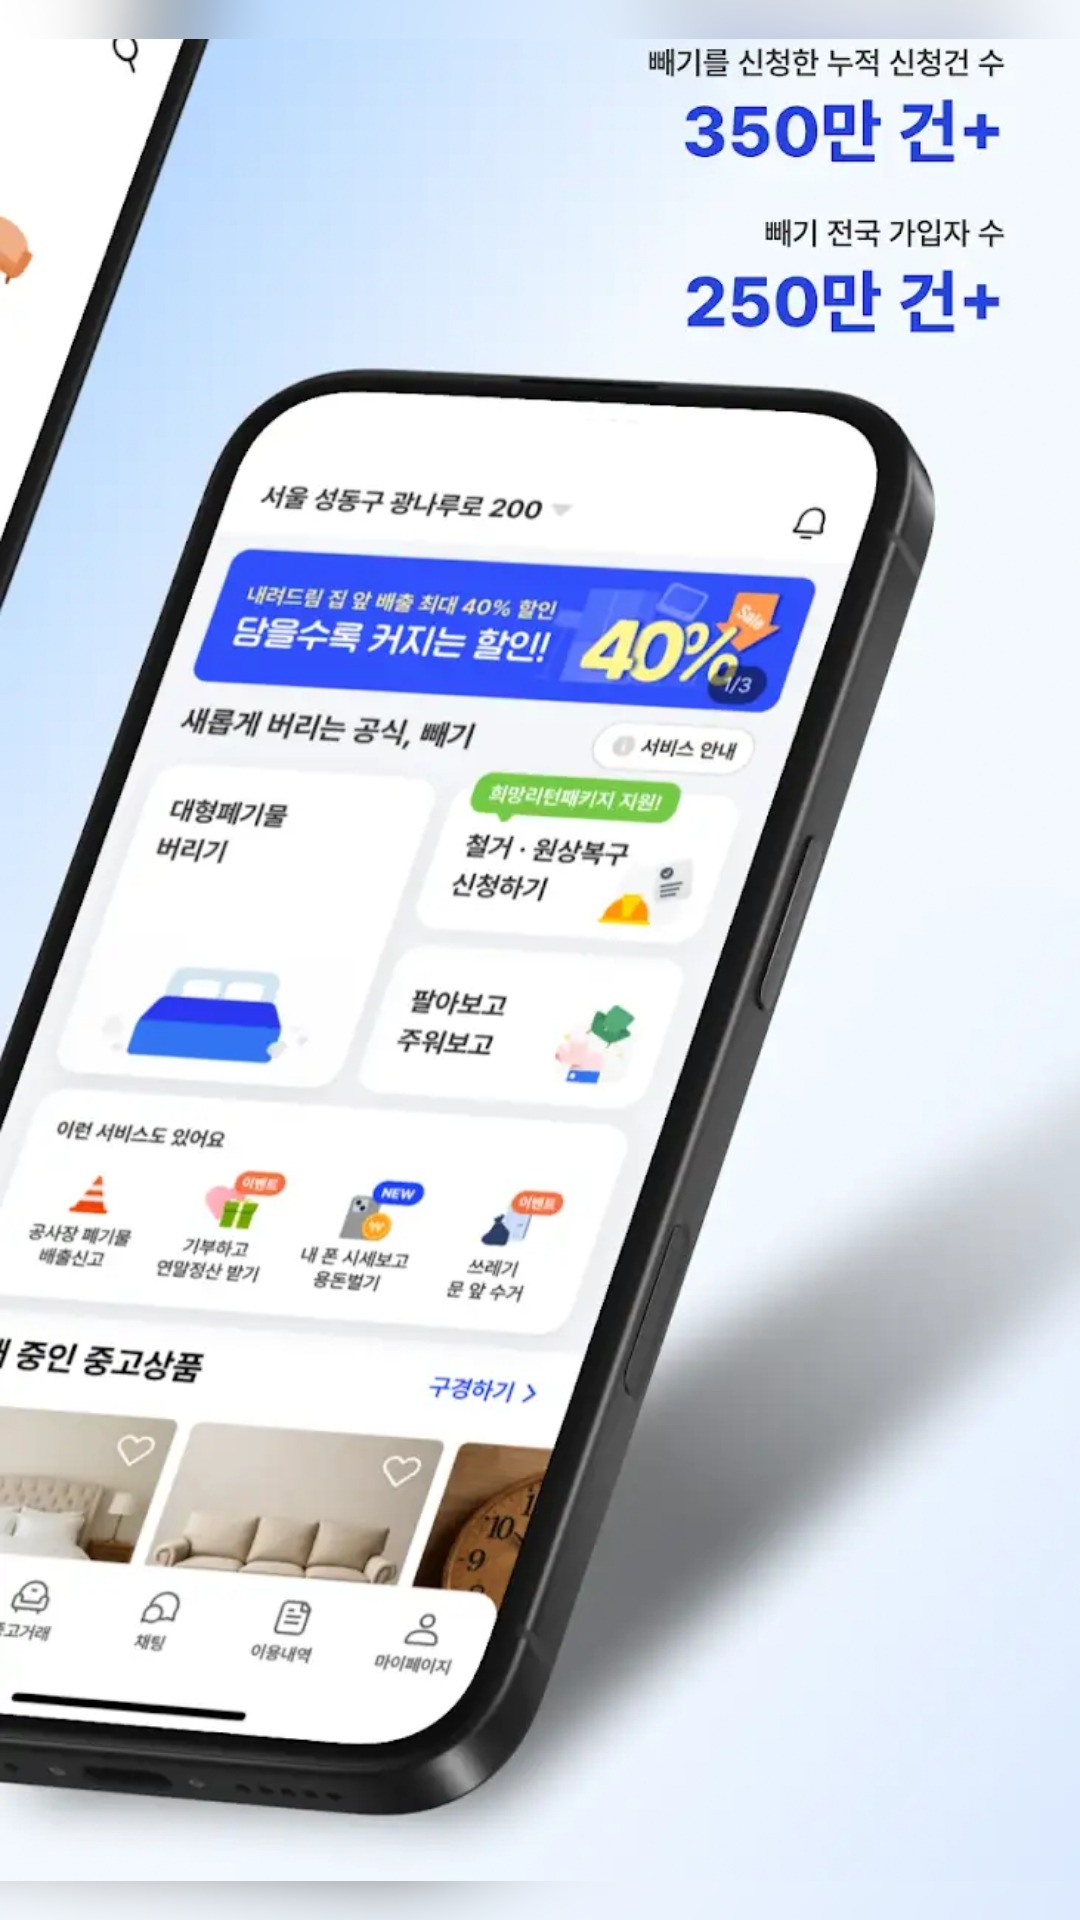 빼기를 신청한 누적 신청건 수
350만 건+
빼기 전국 가입자 수
250만 건+
서울 성동구 광나루로 200
내려드림 집 앞 배출 최대 40% 할인
담을수록 커지는 할인!
40%
Sale
1/3
새롭게 버리는 공식, 빼기
서비스 안내
대형폐기물
버리기
희망리턴패키지 지원!
철거 · 원상복구
신청하기
팔아보고
주워보고
이런 서비스도 있어요
공사장 폐기물
배출신고
이벤트
기부하고
연말정산 받기
NEW
내 폰 시세보고
용돈벌기
이벤트
쓰레기
문 앞 수거
중인 중고상품
구경하기 >
10
9
채팅
이용내역
마이페이지